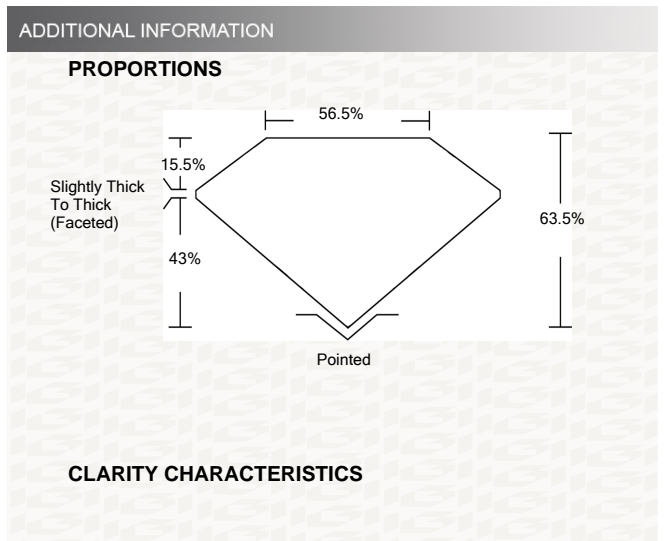 ADDITIONAL INFORMATION
PROPORTIONS
56.5%
15.5%
Slightly Thick
To Thick
(Faceted)
63.5%
43%
Pointed
CLARITY CHARACTERISTICS